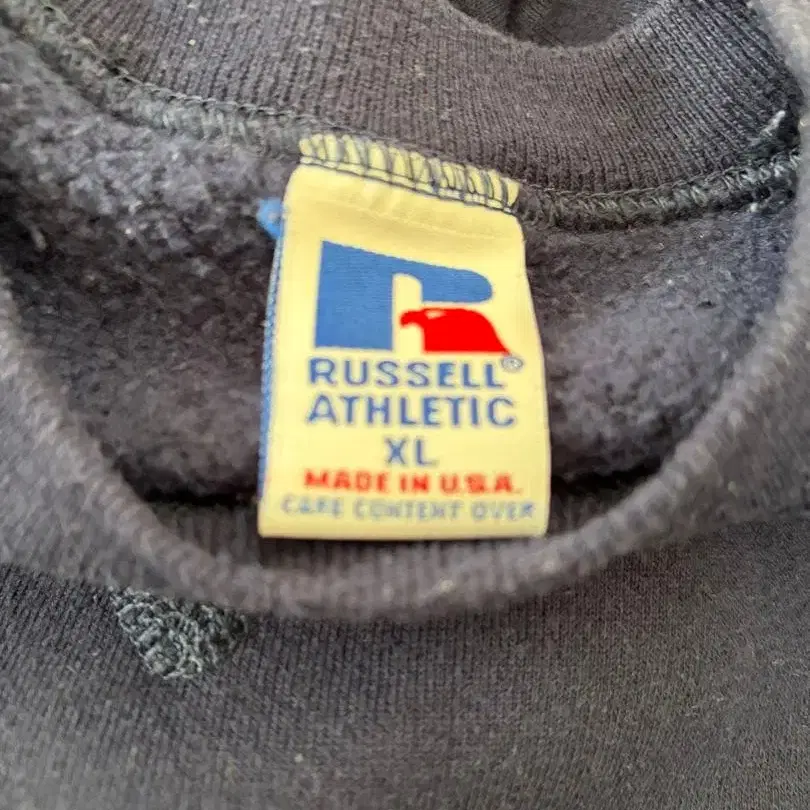 RUSSELL®
ATHLETIC
XL
MADE IN U.S.A.
CARE CONTENT OVER